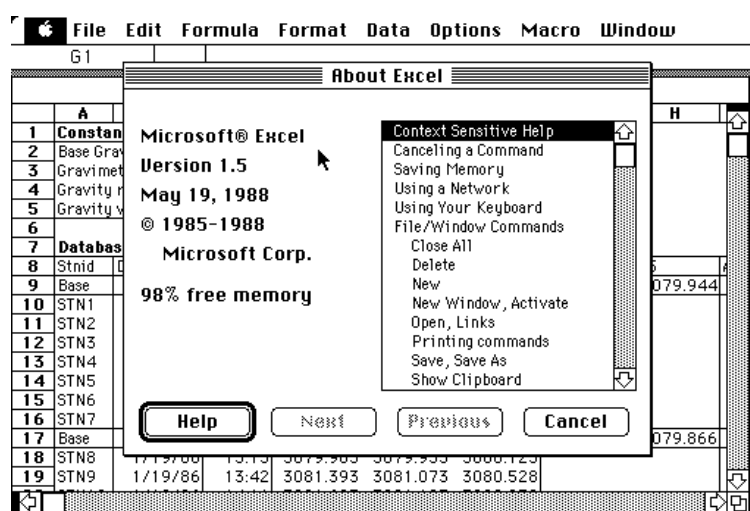 File Edit Formula Format Data Options Macro Window
G1
About Excel
A H
Microsoft® Excel
Version 1.5
May 19, 1988
© 1985-1988
Microsoft Corp.
98% free memory
Context Sensitive Help
Canceling a Command
Saving Memory
Using a Network
Using Your Keyboard
File/Window Commands
Close All
Delete
New
New Window, Activate
Open, Links
Printing commands
Save, Save As
Show Clipboard
Help Next Previous Cancel
1 Constan
2 Base Gra
3 Gravimet
4 Gravity r
5 Gravity v
6
7 Databas
8 Stnid
9 Base 079.944
10 STN1
11 STN2
12 STN3
13 STN4
14 STN5
15 STN6
16 STN7
17 Base 079.866
18 STN8
19 STN9 1/19/86 13:42 3081.393 3081.073 3080.528